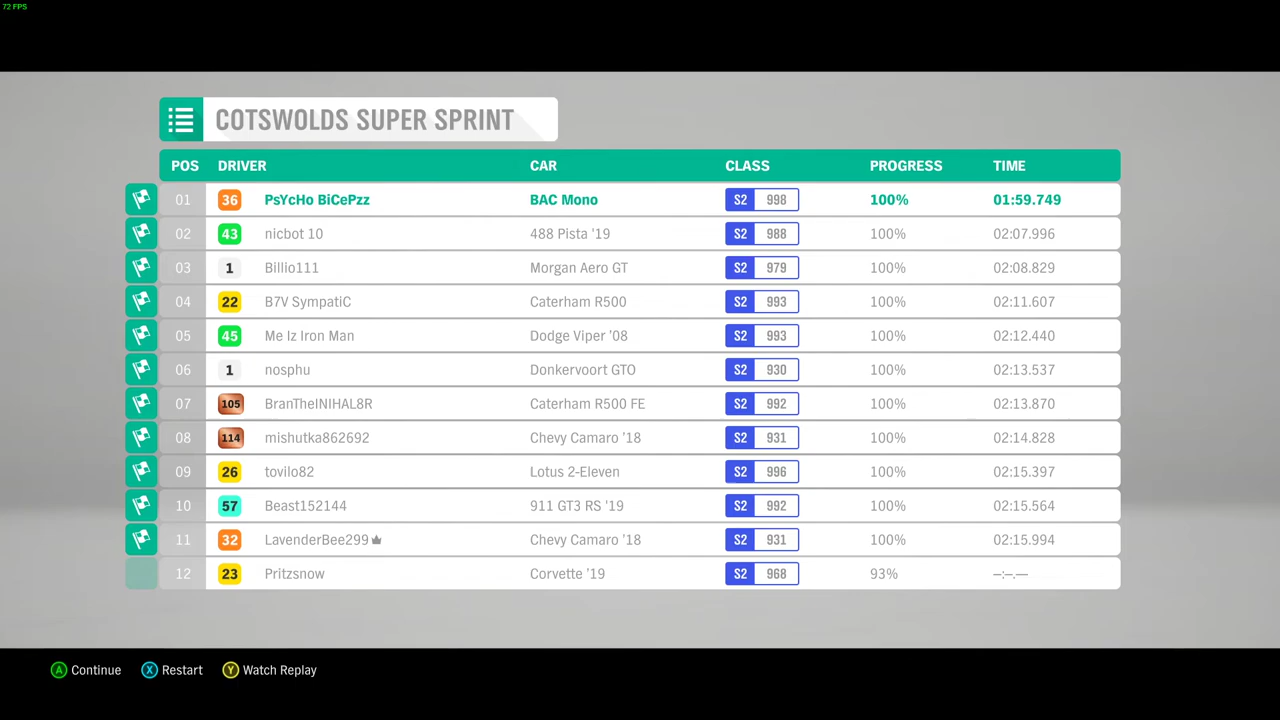 72 FPS
COTSWOLDS SUPER SPRINT
POS DRIVER CAR CLASS PROGRESS TIME
01 36 PsYcHo BiCePzz BAC Mono S2 998 100% 01:59.749
02 43 nicbot 10 488 Pista '19 S2 988 100% 02:07.996
03 1 Billio111 Morgan Aero GT S2 979 100% 02:08.829
04 22 B7V SympatiC Caterham R500 S2 993 100% 02:11.607
05 45 Me Iz Iron Man Dodge Viper '08 S2 993 100% 02:12.440
06 1 nosphu Donkervoort GTO S2 930 100% 02:13.537
07 105 BranTheINIHAL8R Caterham R500 FE S2 992 100% 02:13.870
08 114 mishutka862692 Chevy Camaro '18 S2 931 100% 02:14.828
09 26 tovilo82 Lotus 2-Eleven S2 996 100% 02:15.397
10 57 Beast152144 911 GT3 RS '19 S2 992 100% 02:15.564
11 32 LavenderBee299 Chevy Camaro '18 S2 931 100% 02:15.994
12 23 Pritzsnow Corvette '19 S2 968 93% —:—.—
A Continue X Restart Y Watch Replay